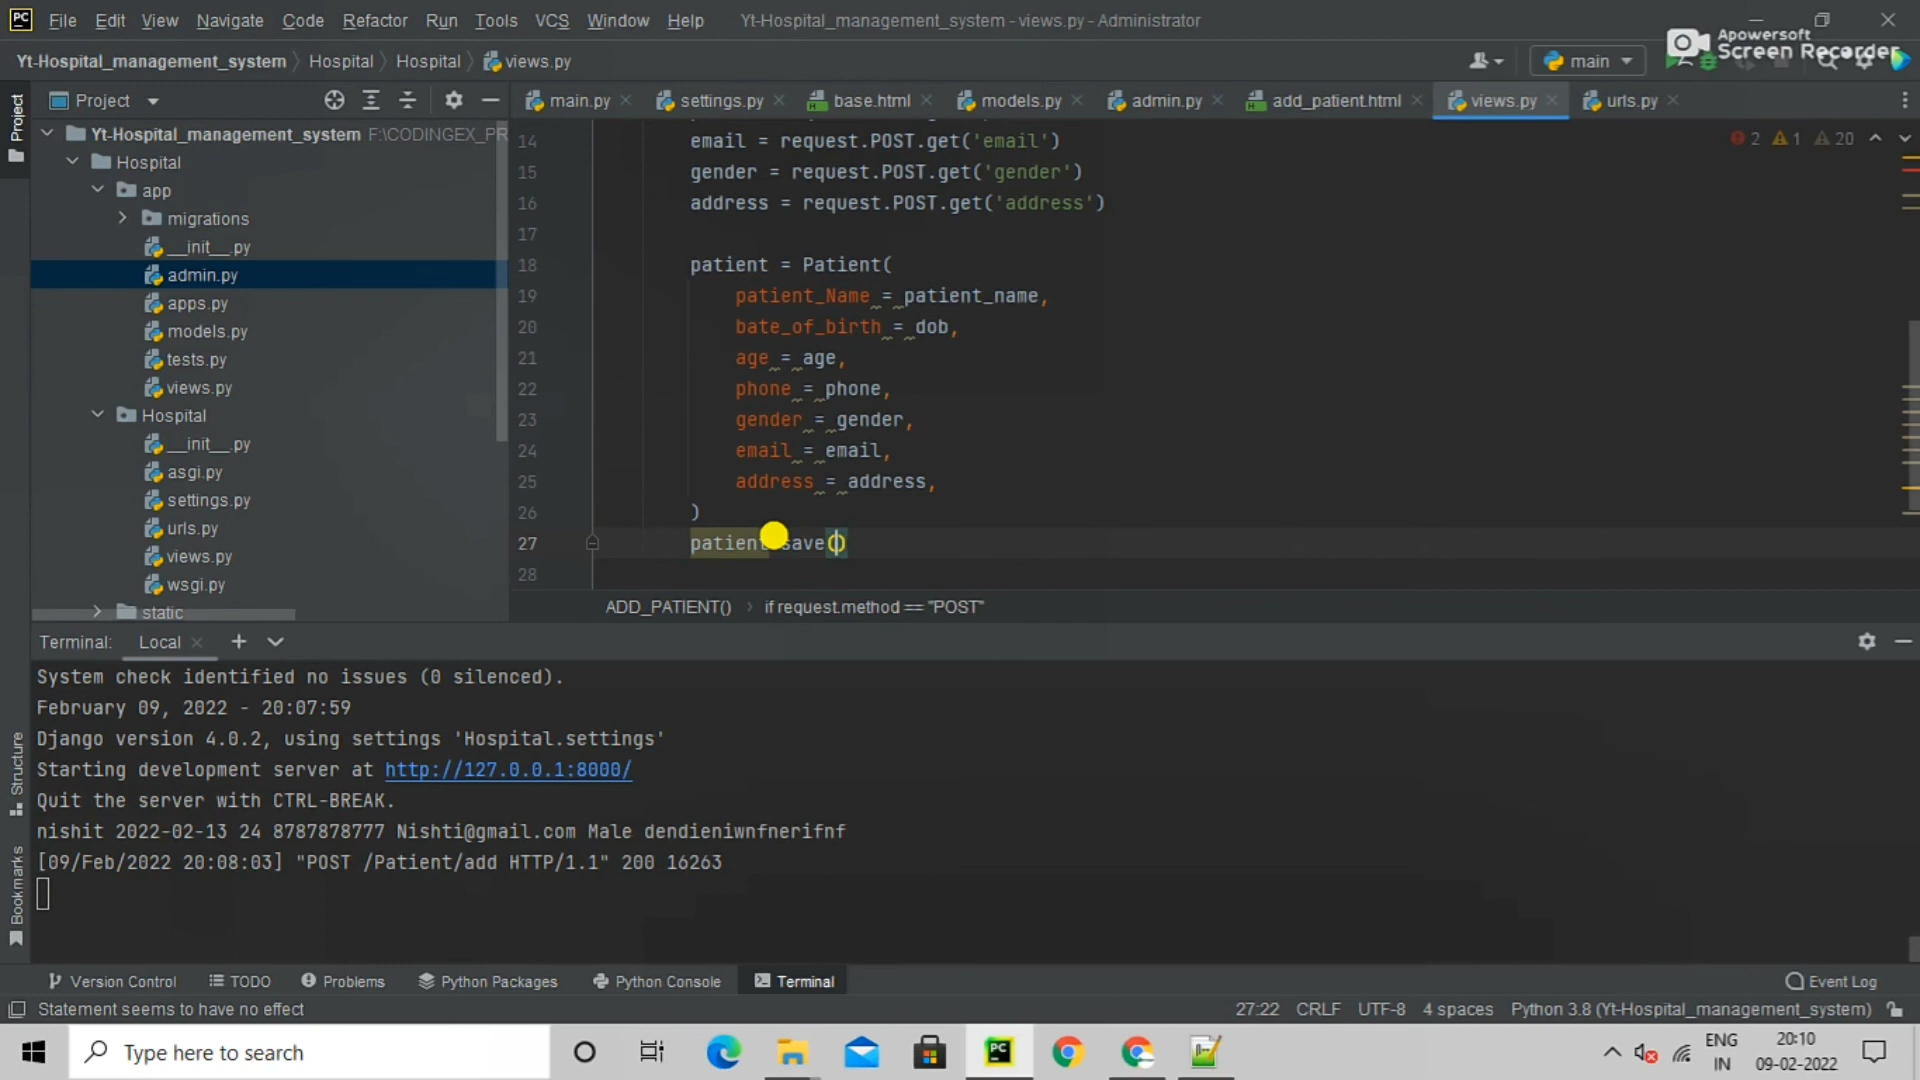 PC File Edit View Navigate Code Refactor Run Tools VCS Window Help Yt-Hospital_management_system - views.py - Administrator
Apowersoft
Screen Recorder
Yt-Hospital_management_system Hospital Hospital views.py main
Project
Project
main.py settings.py base.html models.py admin.py add_patient.html views.py urls.py
Yt-Hospital_management_system F:\CODINGEX_PR
Hospital
app
migrations
__init__.py
admin.py
apps.py
models.py
tests.py
views.py
Hospital
__init__.py
asgi.py
settings.py
urls.py
views.py
wsgi.py
static
2 1 20
14 email = request.POST.get('email')
15 gender = request.POST.get('gender')
16 address = request.POST.get('address')
17
18 patient = Patient(
19 patient_Name = patient_name,
20 bate_of_birth = dob,
21 age = age,
22 phone = phone,
23 gender = gender,
24 email = email,
25 address = address,
26 )
27 patient save()
28
ADD_PATIENT() if request.method == "POST"
Terminal: Local
System check identified no issues (0 silenced).
February 09, 2022 - 20:07:59
Django version 4.0.2, using settings 'Hospital.settings'
Starting development server at http://127.0.0.1:8000/
Quit the server with CTRL-BREAK.
nishit 2022-02-13 24 8787878777 Nishti@gmail.com Male dendieniwnfnerifnf
[09/Feb/2022 20:08:03] "POST /Patient/add HTTP/1.1" 200 16263
Structure
Bookmarks
Version Control TODO Problems Python Packages Python Console Terminal Event Log
Statement seems to have no effect 27:22 CRLF UTF-8 4 spaces Python 3.8 (Yt-Hospital_management_system)
Type here to search
PC
ENG
IN
20:10
09-02-2022